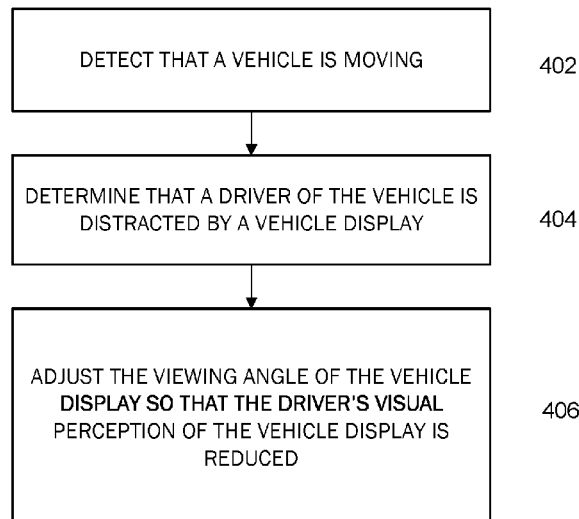 DETECT THAT A VEHICLE IS MOVING
402
DETERMINE THAT A DRIVER OF THE VEHICLE IS
DISTRACTED BY A VEHICLE DISPLAY
404
ADJUST THE VIEWING ANGLE OF THE VEHICLE
DISPLAY SO THAT THE DRIVER'S VISUAL
PERCEPTION OF THE VEHICLE DISPLAY IS
REDUCED
406